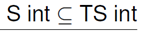 S int ⊆ TS int